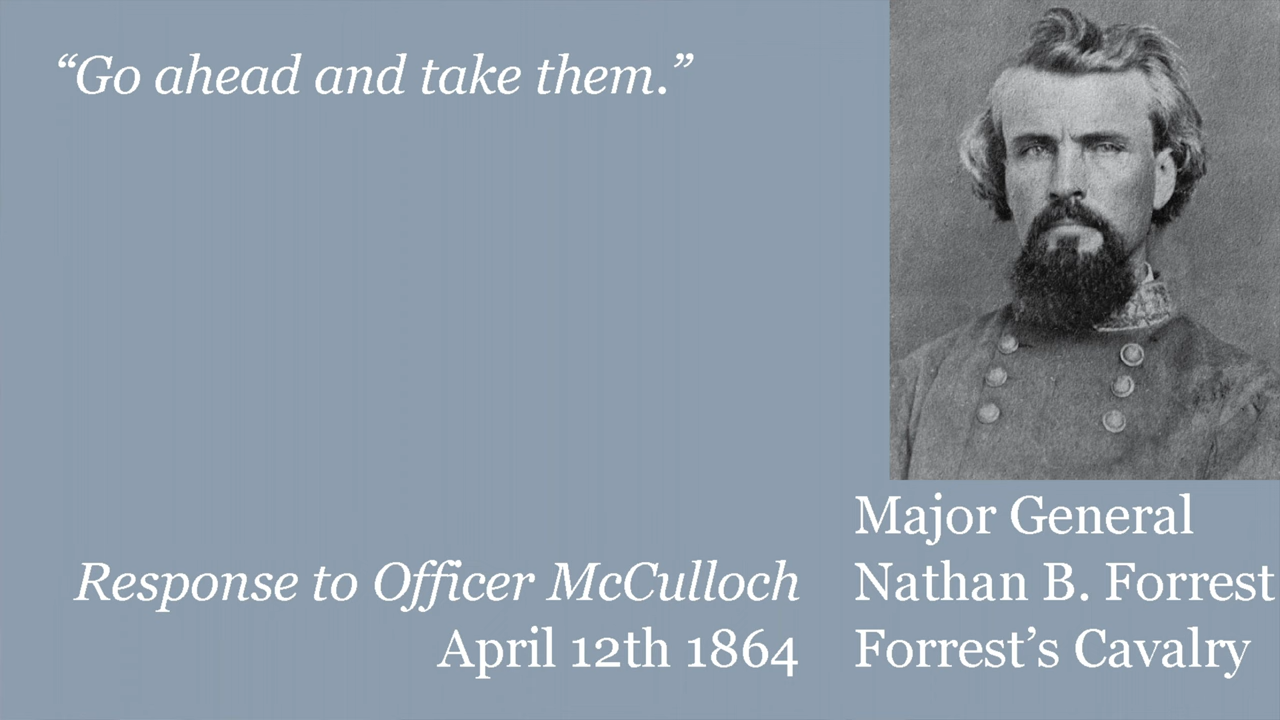 “Go ahead and take them.”
Response to Officer McCulloch
April 12th 1864
Major General
Nathan B. Forrest
Forrest’s Cavalry